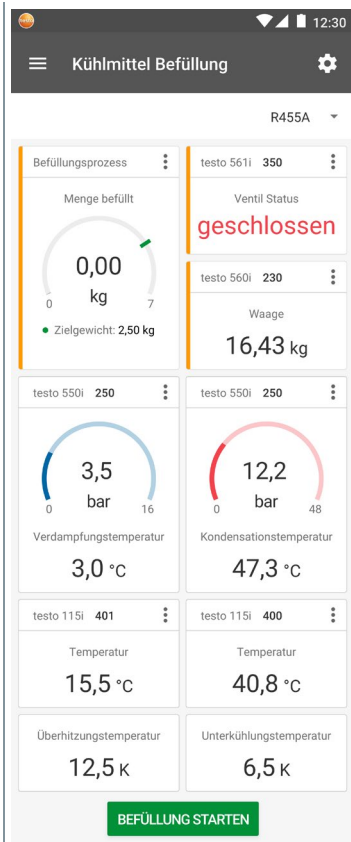 12:30
Kühlmittel Befüllung
R455A
Befüllungsprozess
Menge befüllt
0,00
kg
0
7
Zielgewicht: 2,50 kg
testo 561i 350
Ventil Status
geschlossen
testo 560i 230
Waage
16,43 kg
testo 550i 250
3,5
bar
0
16
Verdampfungstemperatur
3,0 °C
testo 550i 250
12,2
bar
0
48
Kondensationstemperatur
47,3 °C
testo 115i 401
Temperatur
15,5 °C
testo 115i 400
Temperatur
40,8 °C
Überhitzungstemperatur
12,5 K
Unterkühlungstemperatur
6,5 K
BEFÜLLUNG STARTEN